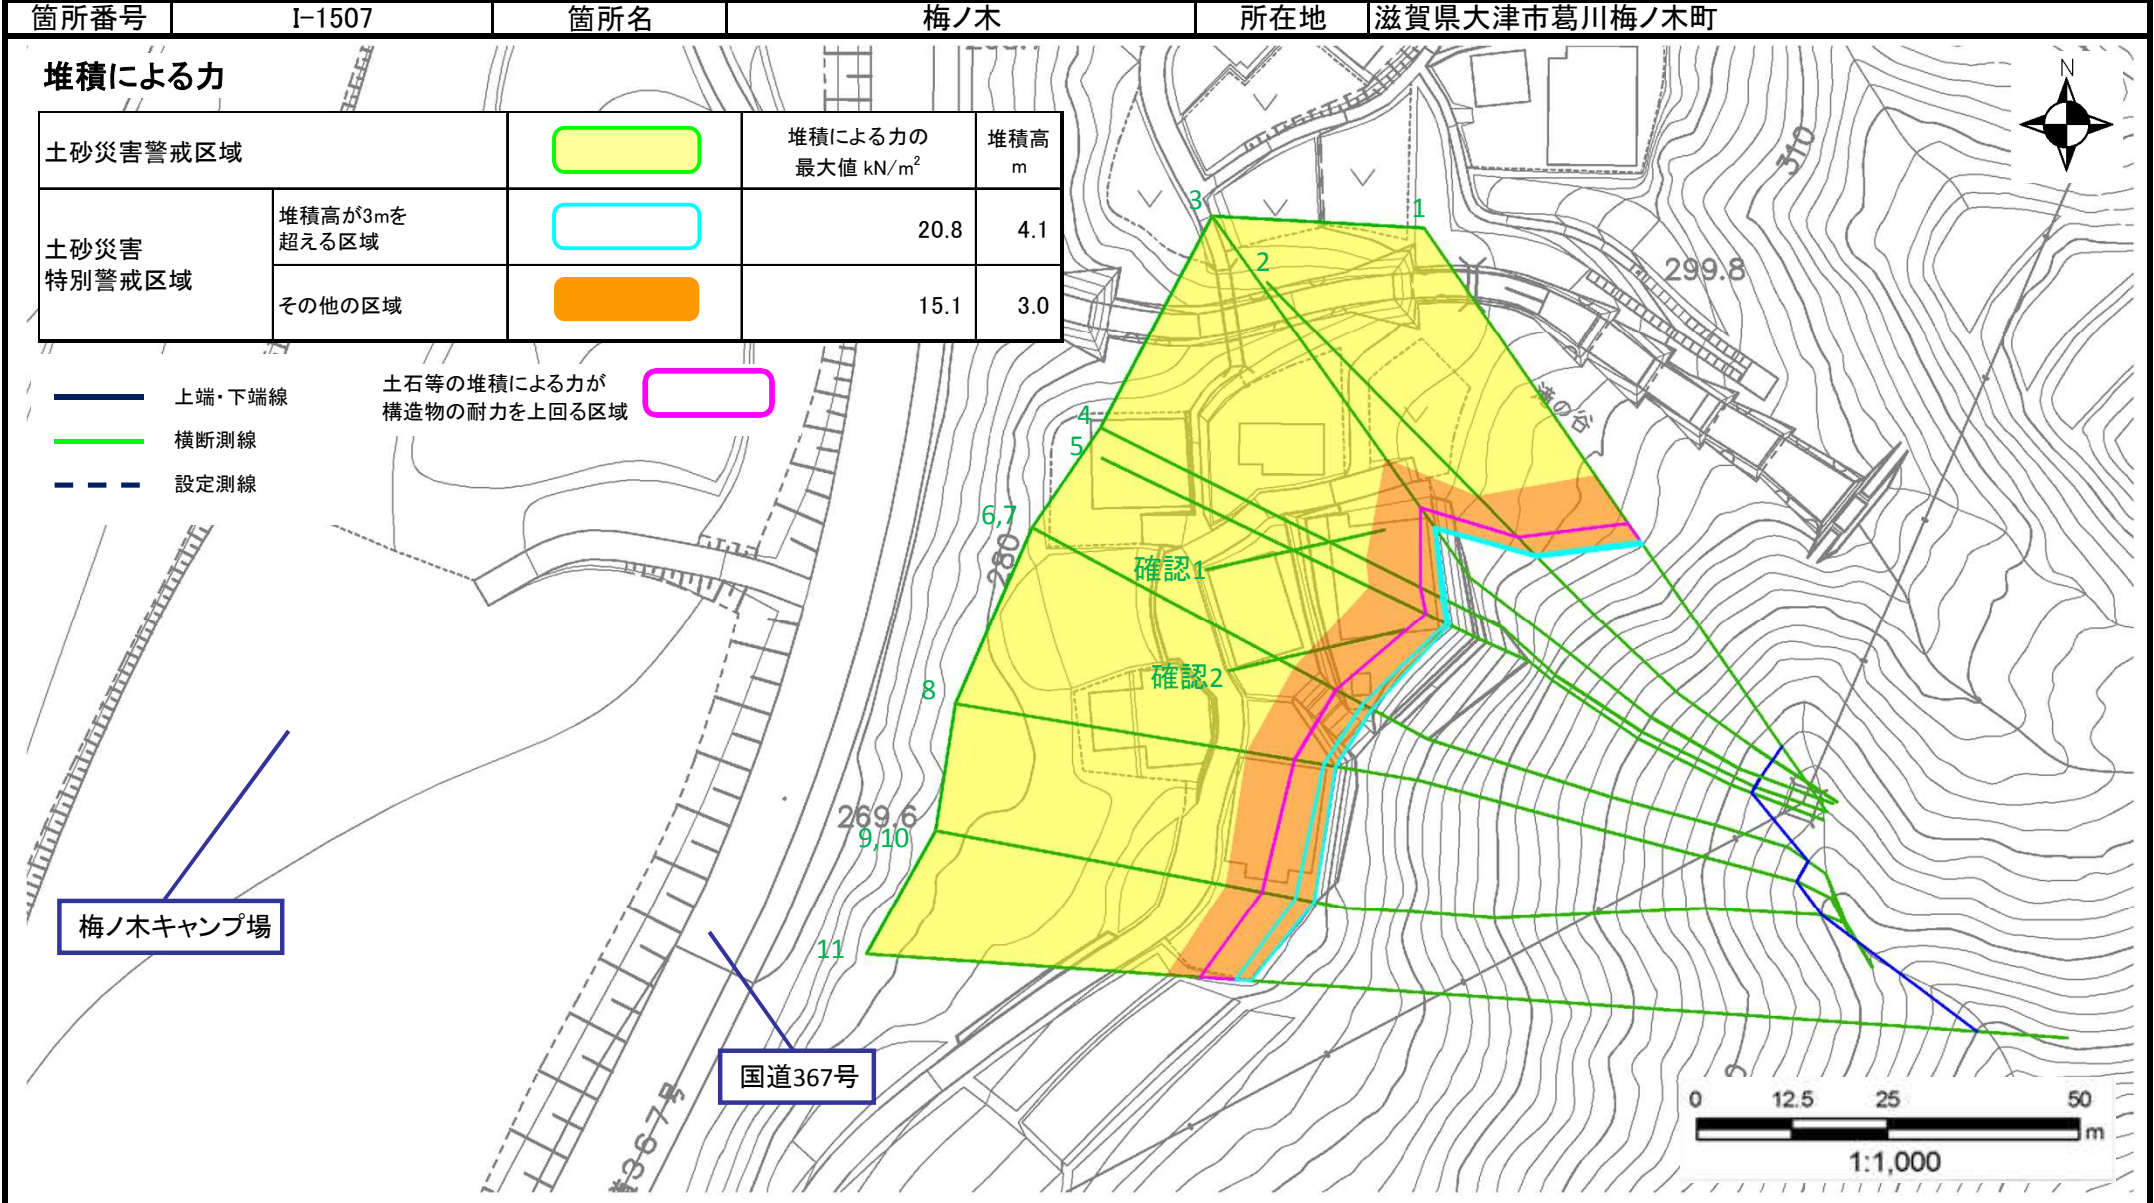 箇所番号 I-1507 箇所名 梅ノ木 所在地 滋賀県大津市葛川梅ノ木町
堆積による力
土砂災害警戒区域
堆積による力の
最大値 kN/m²
堆積高
m
土砂災害
特別警戒区域
堆積高が3mを
超える区域
20.8 4.1
その他の区域
15.1 3.0
上端・下端線
横断測線
設定測線
土石等の堆積による力が
構造物の耐力を上回る区域
N
310
299.8
滝の谷
3
1
2
4
5
6,7
280
確認1
確認2
8
269.6
9,10
11
梅ノ木キャンプ場
国道367号
367号
0 12.5 25 50
m
1:1,000